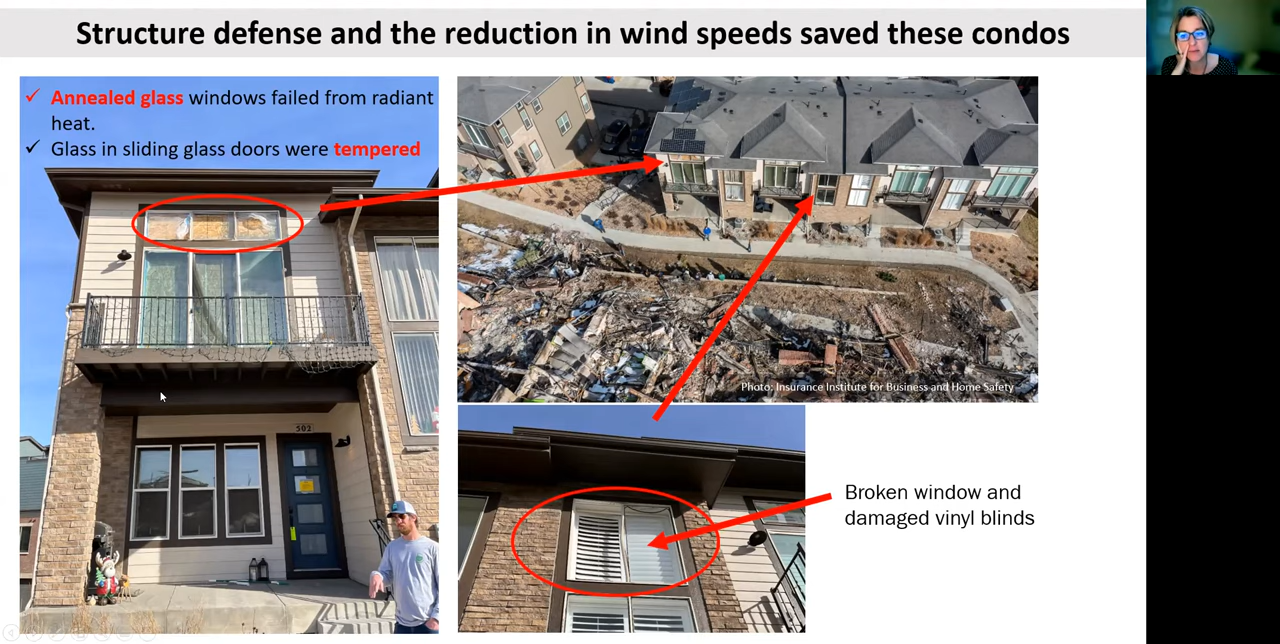 Structure defense and the reduction in wind speeds saved these condos
✓ Annealed glass windows failed from radiant
heat.
✓ Glass in sliding glass doors were tempered
502
Photo: Insurance Institute for Business and Home Safety
Broken window and
damaged vinyl blinds